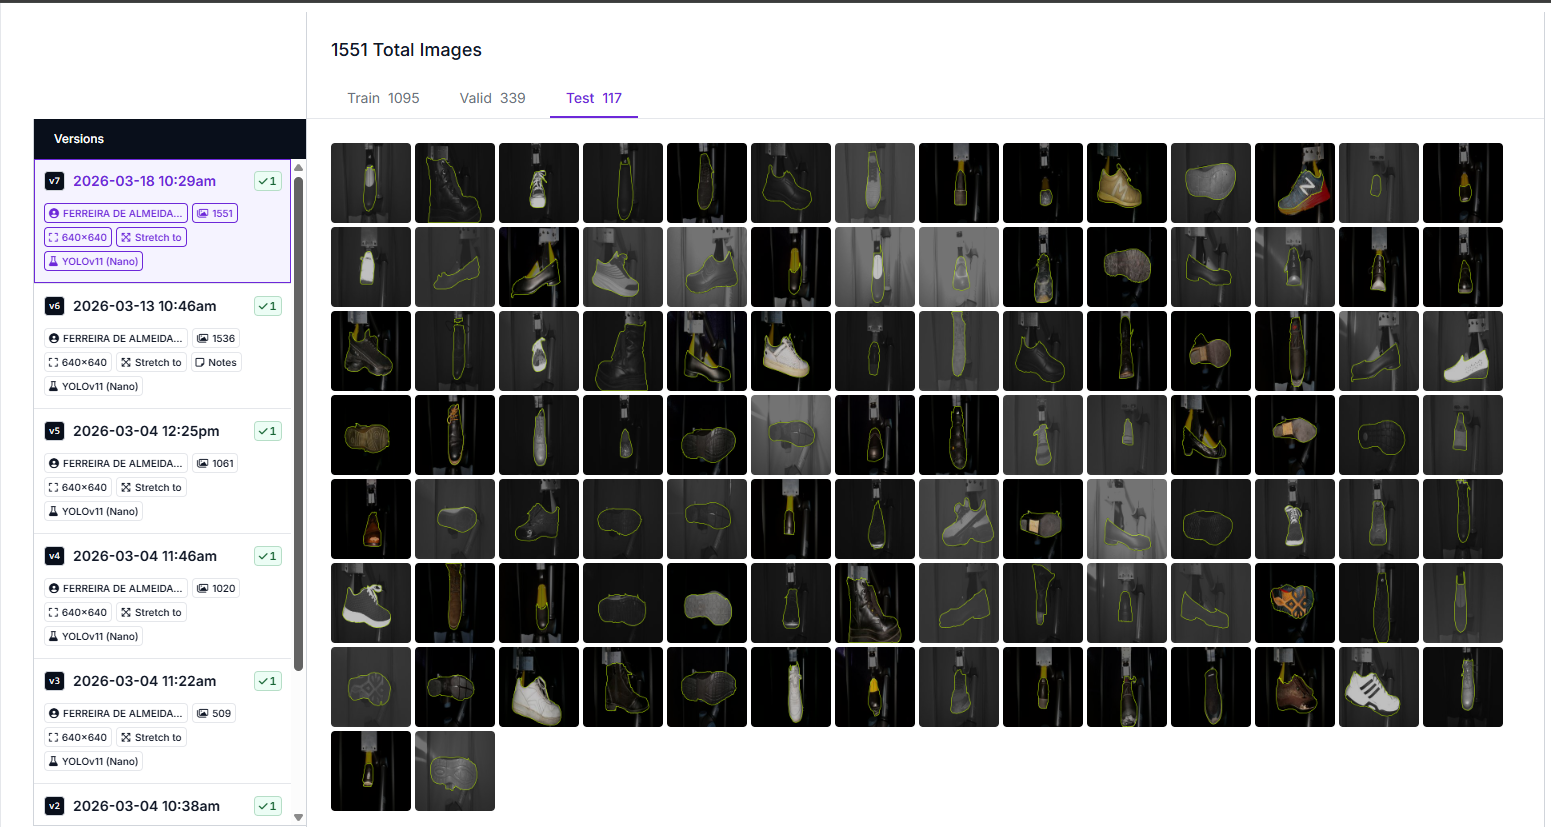 1551 Total Images
Train 1095
Valid 339
Test 117
Versions
v7 2026-03-18 10:29am 1
FERREIRA DE ALMEIDA... 1551
640×640 Stretch to
YOLOv11 (Nano)
v6 2026-03-13 10:46am 1
FERREIRA DE ALMEIDA... 1536
640×640 Stretch to Notes
YOLOv11 (Nano)
v5 2026-03-04 12:25pm 1
FERREIRA DE ALMEIDA... 1061
640×640 Stretch to
YOLOv11 (Nano)
v4 2026-03-04 11:46am 1
FERREIRA DE ALMEIDA... 1020
640×640 Stretch to
YOLOv11 (Nano)
v3 2026-03-04 11:22am 1
FERREIRA DE ALMEIDA... 509
640×640 Stretch to
YOLOv11 (Nano)
v2 2026-03-04 10:38am 1
N